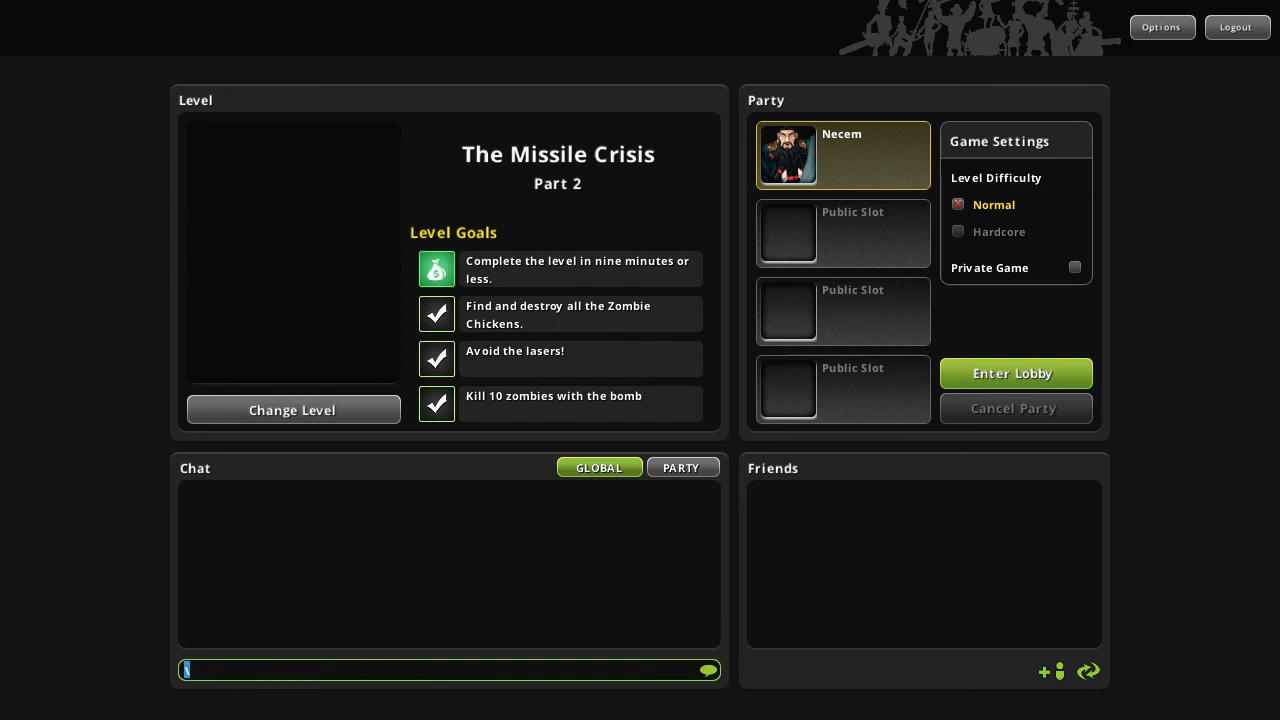 Options
Logout
Level
The Missile Crisis
Part 2
Level Goals
Complete the level in nine minutes or
less.
Find and destroy all the Zombie
Chickens.
Avoid the lasers!
Kill 10 zombies with the bomb
Change Level
Party
Necem
Public Slot
Public Slot
Public Slot
Game Settings
Level Difficulty
Normal
Hardcore
Private Game
Enter Lobby
Cancel Party
Chat
GLOBAL
PARTY
\
Friends